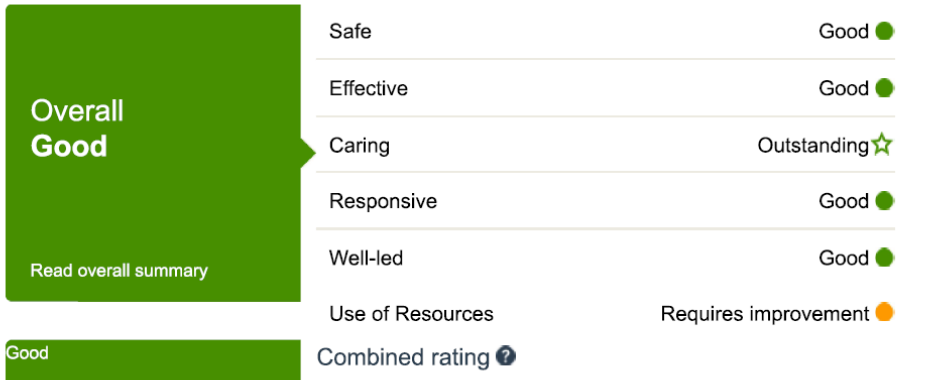 Overall
Good
Read overall summary
Safe Good
Effective Good
Caring Outstanding
Responsive Good
Well-led Good
Use of Resources Requires improvement
Good
Combined rating ?